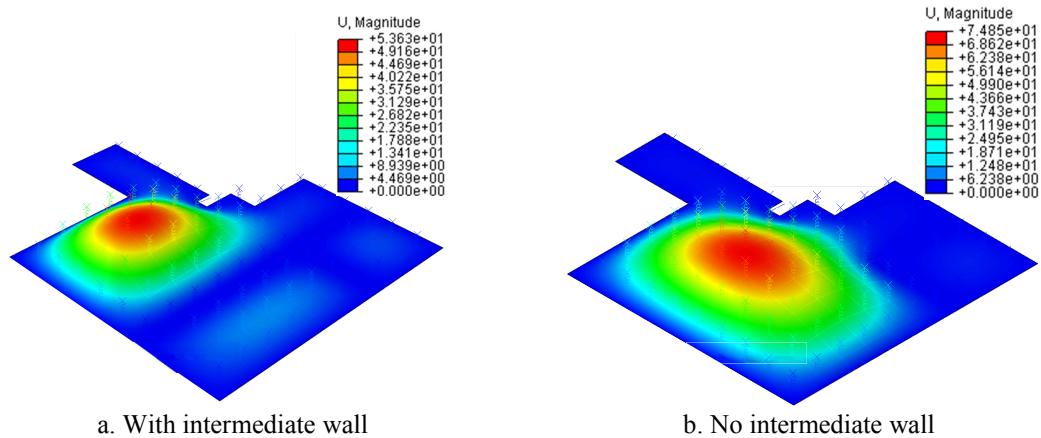 U, Magnitude
+5.363e+01
+4.916e+01
+4.469e+01
+4.022e+01
+3.575e+01
+3.129e+01
+2.682e+01
+2.235e+01
+1.788e+01
+1.341e+01
+8.939e+00
+4.469e+00
+0.000e+00
U, Magnitude
+7.485e+01
+6.862e+01
+6.238e+01
+5.614e+01
+4.990e+01
+4.366e+01
+3.743e+01
+3.119e+01
+2.495e+01
+1.871e+01
+1.248e+01
+6.238e+00
+0.000e+00
a. With intermediate wall
b. No intermediate wall